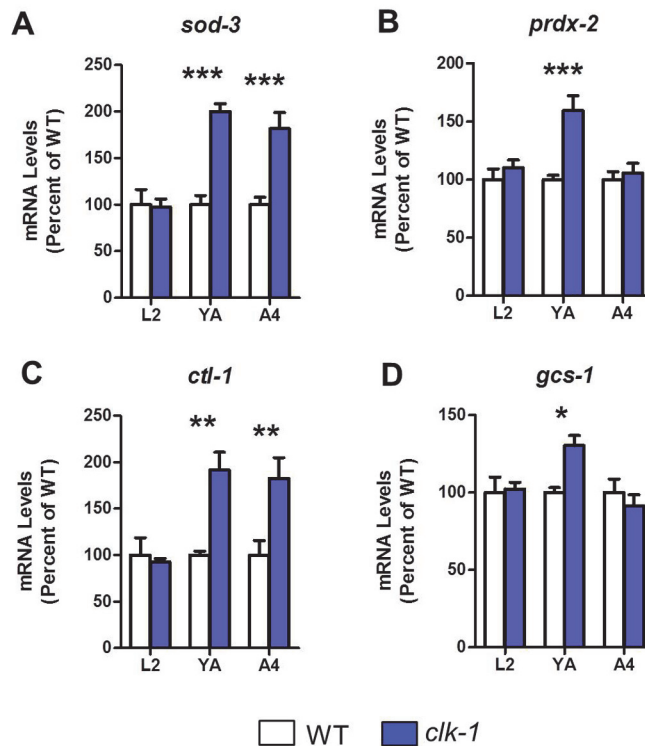 A
sod-3
mRNA Levels
(Percent of WT)
250
200
150
100
50
0
***
***
L2 YA A4
B
prdx-2
mRNA Levels
(Percent of WT)
200
150
100
50
0
***
L2 YA A4
C
ctl-1
mRNA Levels
(Percent of WT)
250
200
150
100
50
0
**
**
L2 YA A4
D
gcs-1
mRNA Levels
(Percent of WT)
150
100
50
0
*
L2 YA A4
WT clk-1